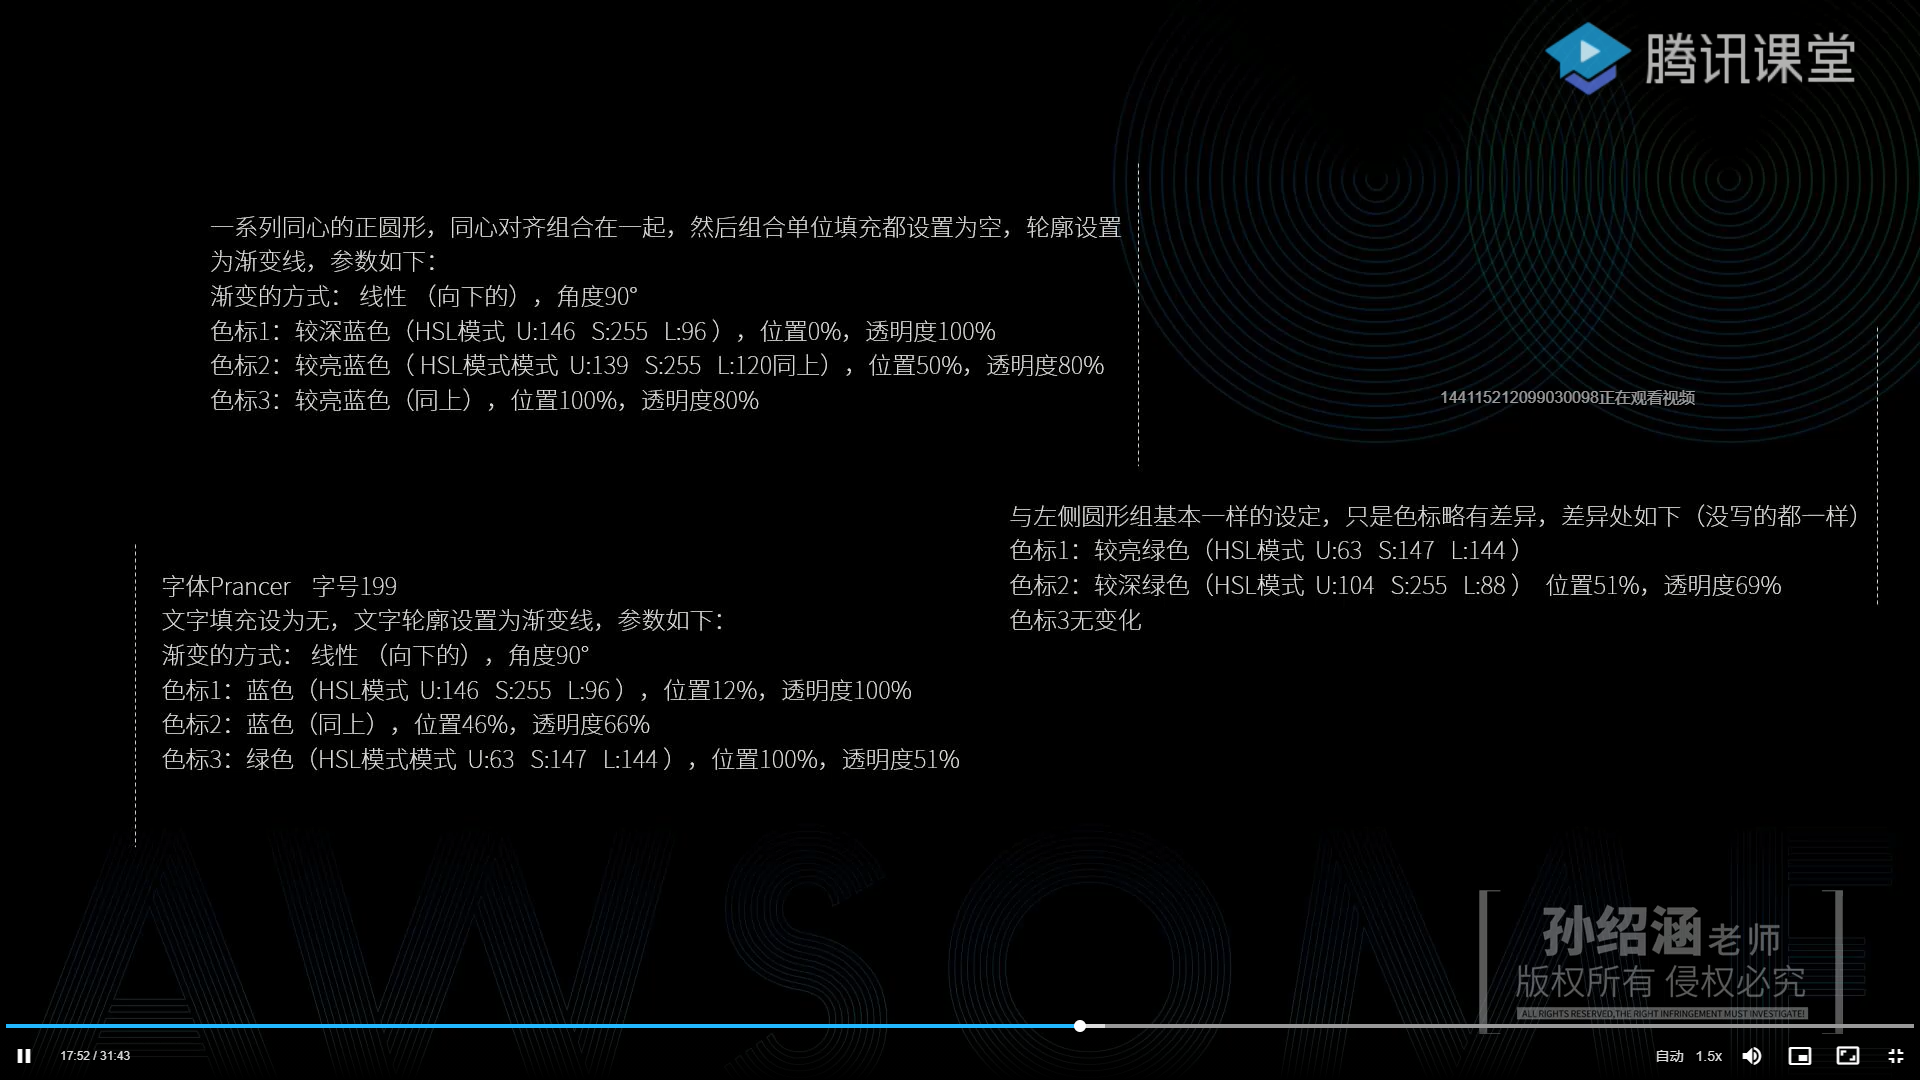 腾讯课堂
一系列同心的正圆形，同心对齐组合在一起，然后组合单位填充都设置为空，轮廓设置
为渐变线，参数如下：
渐变的方式： 线性 （向下的），角度90°
色标1：较深蓝色（HSL模式 U:146 S:255 L:96），位置0%，透明度100%
色标2：较亮蓝色（ HSL模式模式 U:139 S:255 L:120同上），位置50%，透明度80%
色标3：较亮蓝色（同上），位置100%，透明度80%
144115212099030098正在观看视频
与左侧圆形组基本一样的设定，只是色标略有差异，差异处如下（没写的都一样）
色标1：较亮绿色（HSL模式 U:63 S:147 L:144）
色标2：较深绿色（HSL模式 U:104 S:255 L:88） 位置51%，透明度69%
色标3无变化
字体Prancer 字号199
文字填充设为无，文字轮廓设置为渐变线，参数如下：
渐变的方式： 线性 （向下的），角度90°
色标1：蓝色（HSL模式 U:146 S:255 L:96），位置12%，透明度100%
色标2：蓝色（同上），位置46%，透明度66%
色标3：绿色（HSL模式模式 U:63 S:147 L:144），位置100%，透明度51%
AWSOME
孙绍涵老师
版权所有 侵权必究
ALL RIGHTS RESERVED,THE RIGHT INFRINGEMENT MUST INVESTIGATE!
17:52 / 31:43
自动 1.5x